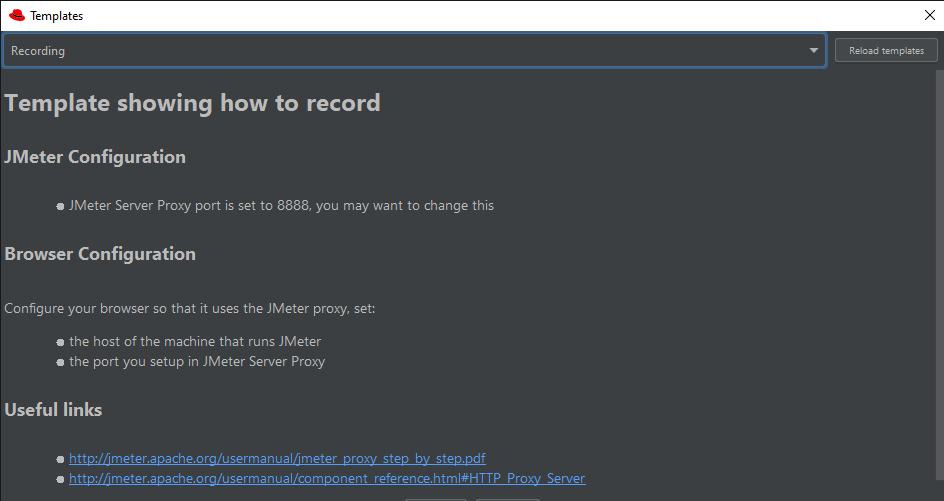 Templates
Recording
Reload templates
Template showing how to record
JMeter Configuration
JMeter Server Proxy port is set to 8888, you may want to change this
Browser Configuration
Configure your browser so that it uses the JMeter proxy, set:
the host of the machine that runs JMeter
the port you setup in JMeter Server Proxy
Useful links
http://jmeter.apache.org/usermanual/jmeter_proxy_step_by_step.pdf
http://jmeter.apache.org/usermanual/component_reference.html#HTTP_Proxy_Server